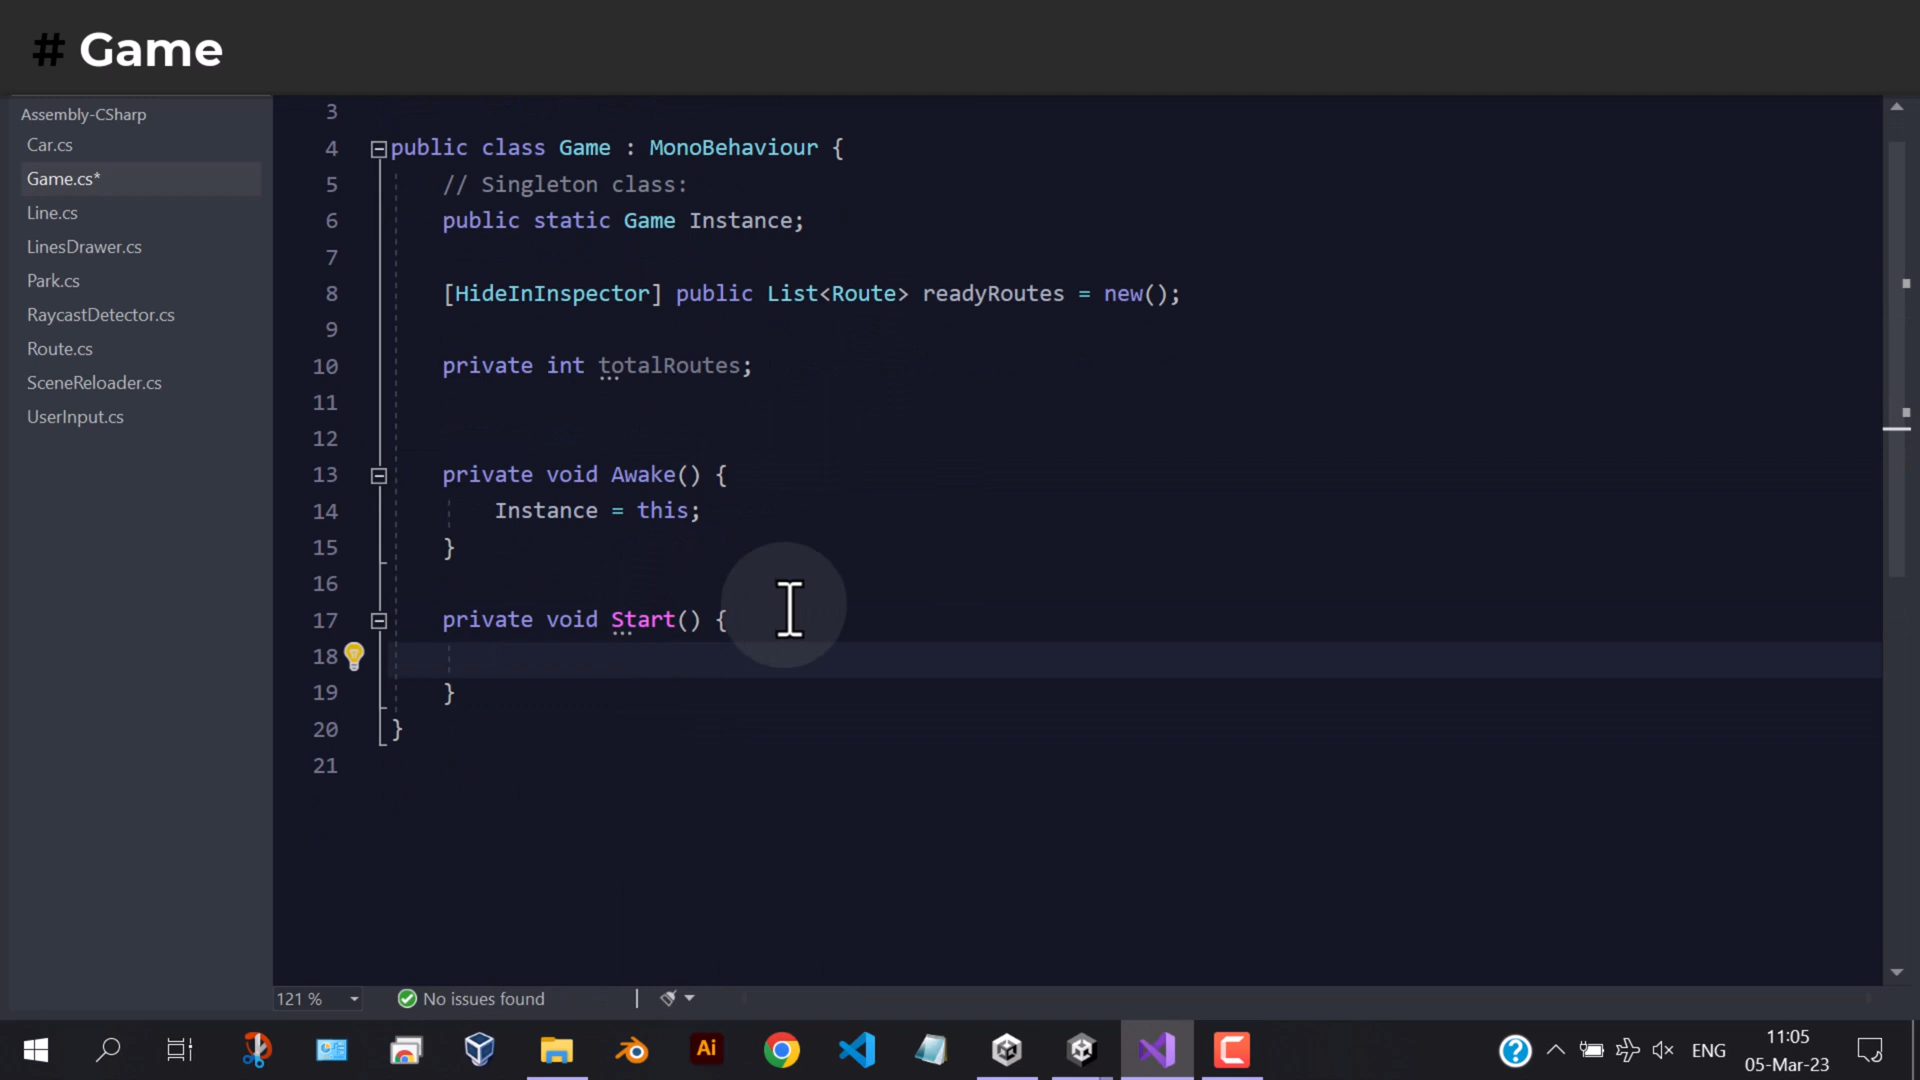 # Game
Assembly-CSharp
Car.cs
Game.cs*
Line.cs
LinesDrawer.cs
Park.cs
RaycastDetector.cs
Route.cs
SceneReloader.cs
UserInput.cs
3
4 public class Game : MonoBehaviour {
5 // Singleton class:
6 public static Game Instance;
7
8 [HideInInspector] public List<Route> readyRoutes = new();
9
10 private int totalRoutes;
11
12
13 private void Awake() {
14 Instance = this;
15 }
16
17 private void Start() {
18
19 }
20 }
21
121 % No issues found
Ai
ENG
11:05
05-Mar-23